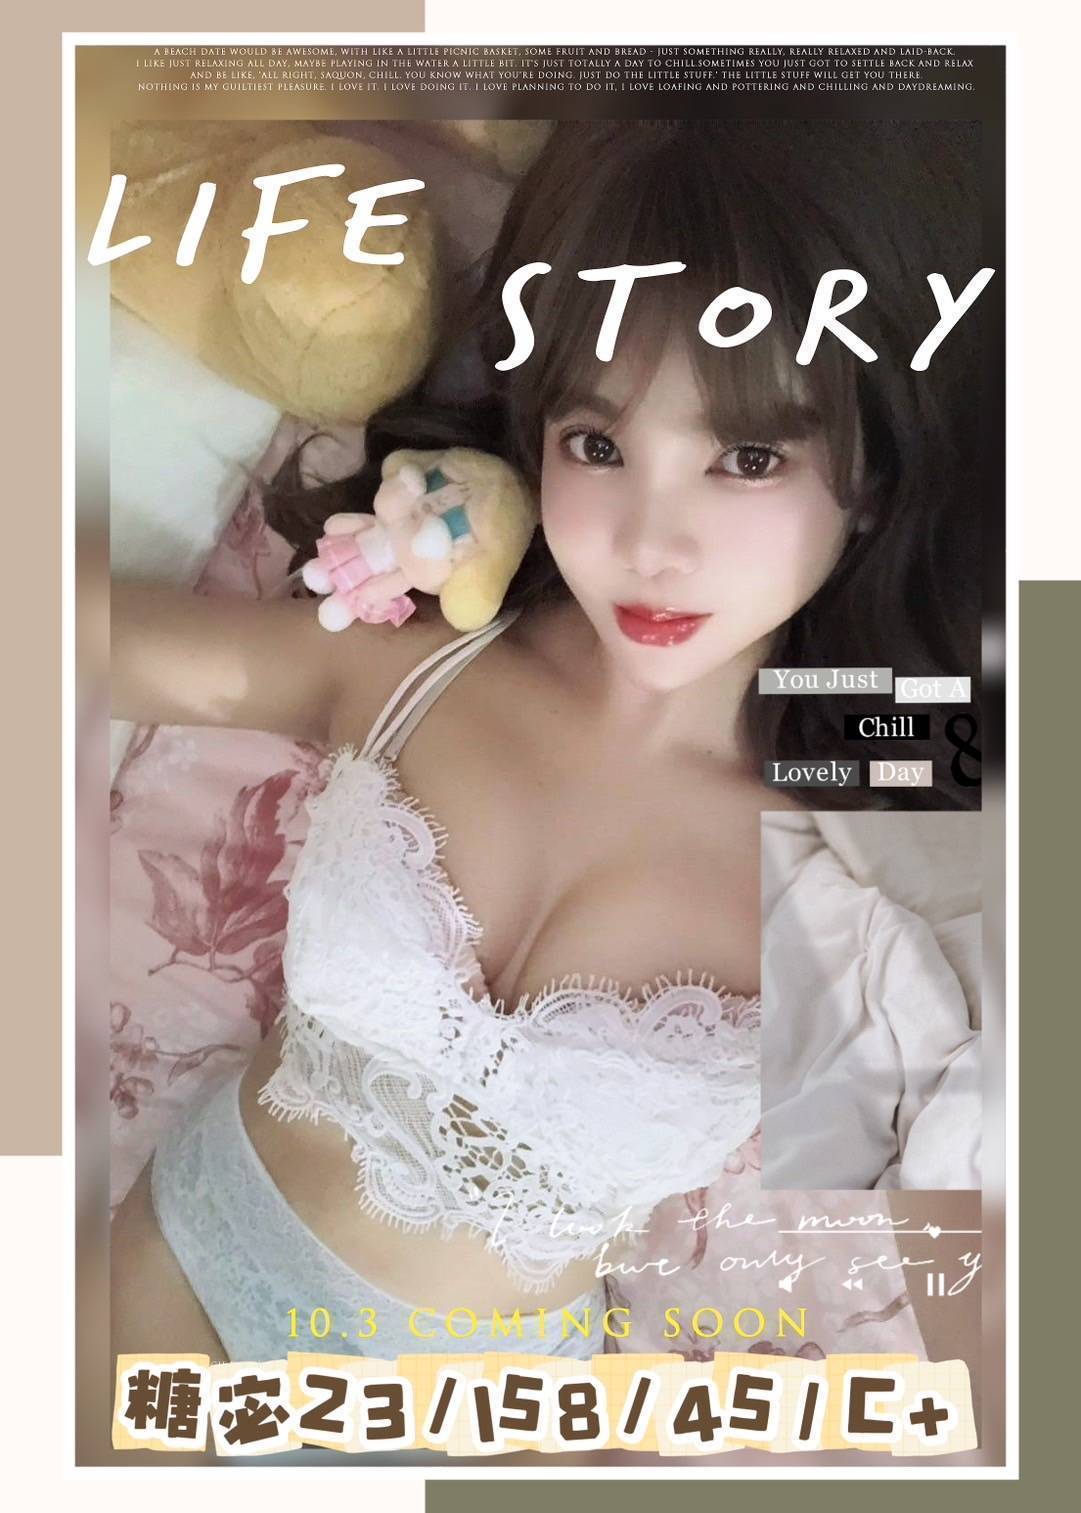 A BEACH DATE WOULD BE AWESOME, WITH LIKE A LITTLE PICNIC BASKET, SOME FRUIT AND BREAD - JUST SOMETHING REALLY, REALLY RELAXED AND LAID-BACK.
I LIKE JUST RELAXING ALL DAY, MAYBE PLAYING IN THE WATER A LITTLE BIT. IT'S JUST TOTALLY A DAY TO CHILL.SOMETIMES YOU JUST GOT TO SETTLE BACK AND RELAX
AND BE LIKE, 'ALL RIGHT, SAQUON, CHILL. YOU KNOW WHAT YOU'RE DOING. JUST DO THE LITTLE STUFF.' THE LITTLE STUFF WILL GET YOU THERE.
NOTHING IS MY GUILTIEST PLEASURE. I LOVE IT. I LOVE DOING IT. I LOVE PLANNING TO DO IT, I LOVE LOAFING AND POTTERING AND CHILLING AND DAYDREAMING.
LIFE
STORY
You Just Got A
Chill &
Lovely Day
I look the moon
but only see y
10.3 COMING SOON
糖宓23/158/45/C+